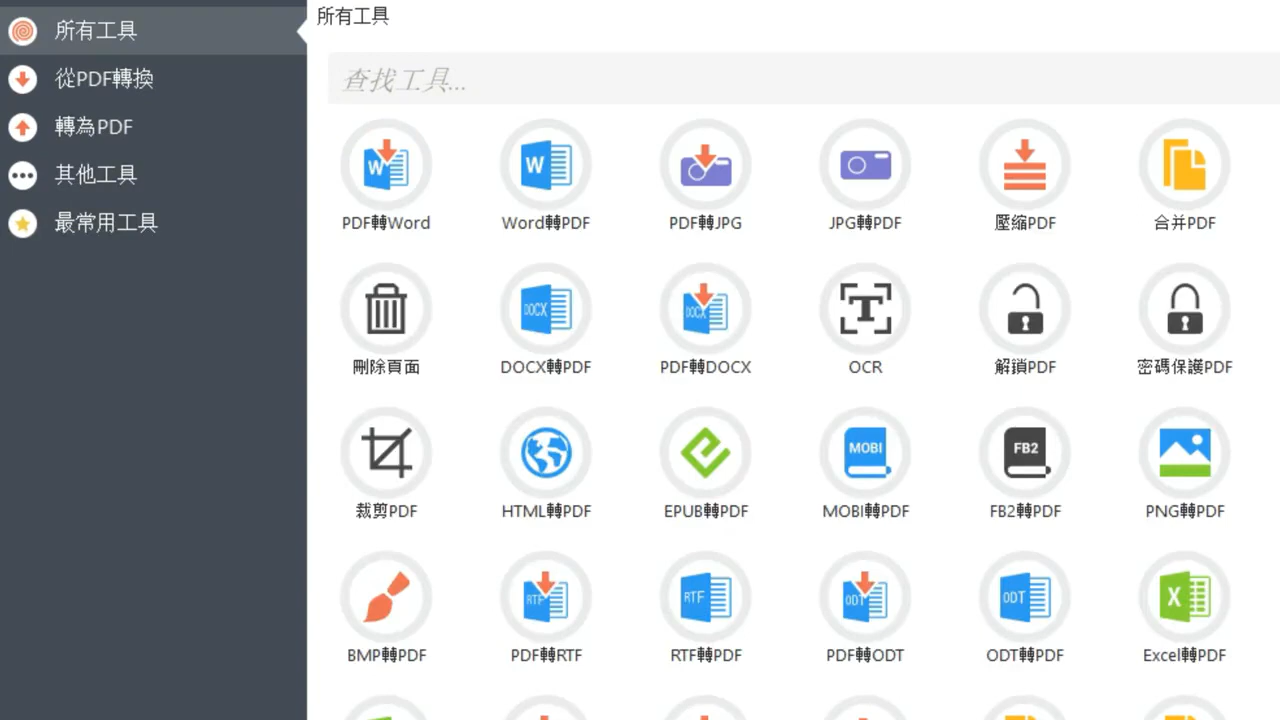 所有工具
從PDF轉換
轉為PDF
其他工具
最常用工具
所有工具
查找工具...
W
W
PDF轉Word
Word轉PDF
PDF轉JPG
JPG轉PDF
壓縮PDF
合并PDF
DOCX
DOCX
T
刪除頁面
DOCX轉PDF
PDF轉DOCX
OCR
解鎖PDF
密碼保護PDF
MOBI
FB2
裁剪PDF
HTML轉PDF
EPUB轉PDF
MOBI轉PDF
FB2轉PDF
PNG轉PDF
RTF
RTF
ODT
ODT
X
BMP轉PDF
PDF轉RTF
RTF轉PDF
PDF轉ODT
ODT轉PDF
Excel轉PDF